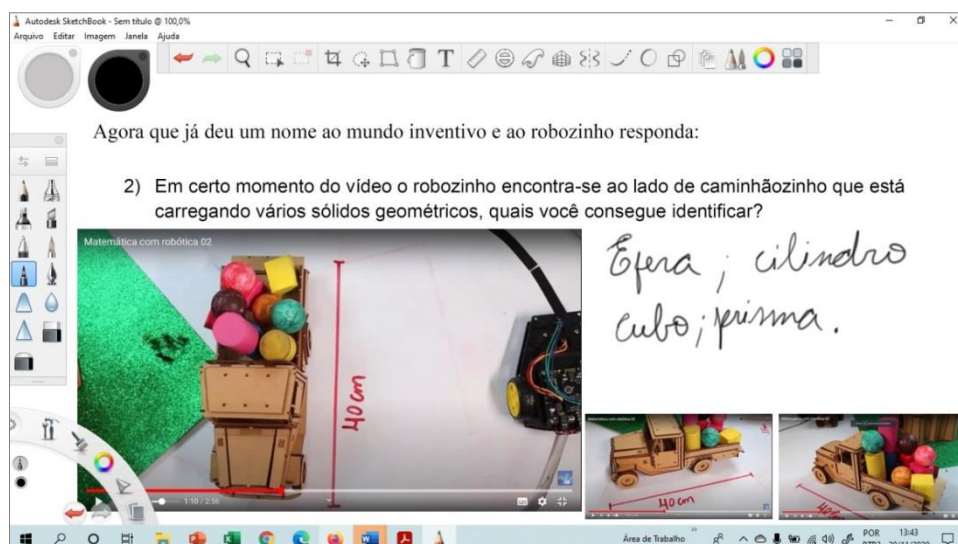 Autodesk SketchBook - Sem título @ 100,0%
Arquivo Editar Imagem Janela Ajuda
T
Agora que já deu um nome ao mundo inventivo e ao robozinho responda:
2) Em certo momento do vídeo o robozinho encontra-se ao lado de caminhãozinho que está
carregando vários sólidos geométricos, quais você consegue identificar?
Matemática com robótica 02
Efera ; cilindro
cubo; prisma.
40 cm
40 cm
1:10 / 2:56
Área de Trabalho
POR
13:43